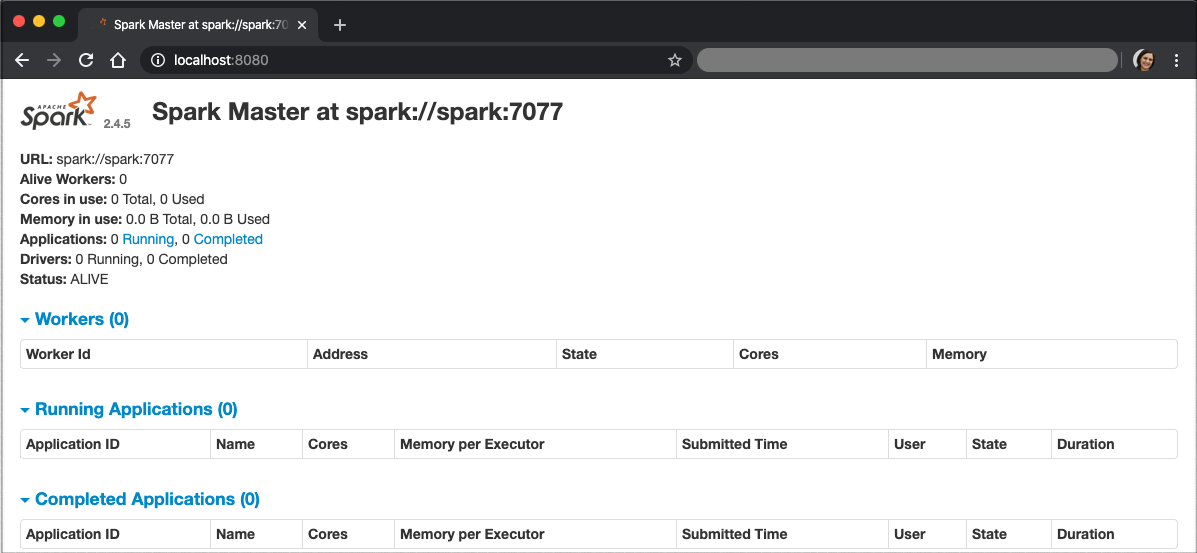 Spark Master at spark://spark:70
localhost:8080
APACHE
Spark 2.4.5 Spark Master at spark://spark:7077
URL: spark://spark:7077
Alive Workers: 0
Cores in use: 0 Total, 0 Used
Memory in use: 0.0 B Total, 0.0 B Used
Applications: 0 Running, 0 Completed
Drivers: 0 Running, 0 Completed
Status: ALIVE
Workers (0)
Worker Id Address State Cores Memory
Running Applications (0)
Application ID Name Cores Memory per Executor Submitted Time User State Duration
Completed Applications (0)
Application ID Name Cores Memory per Executor Submitted Time User State Duration